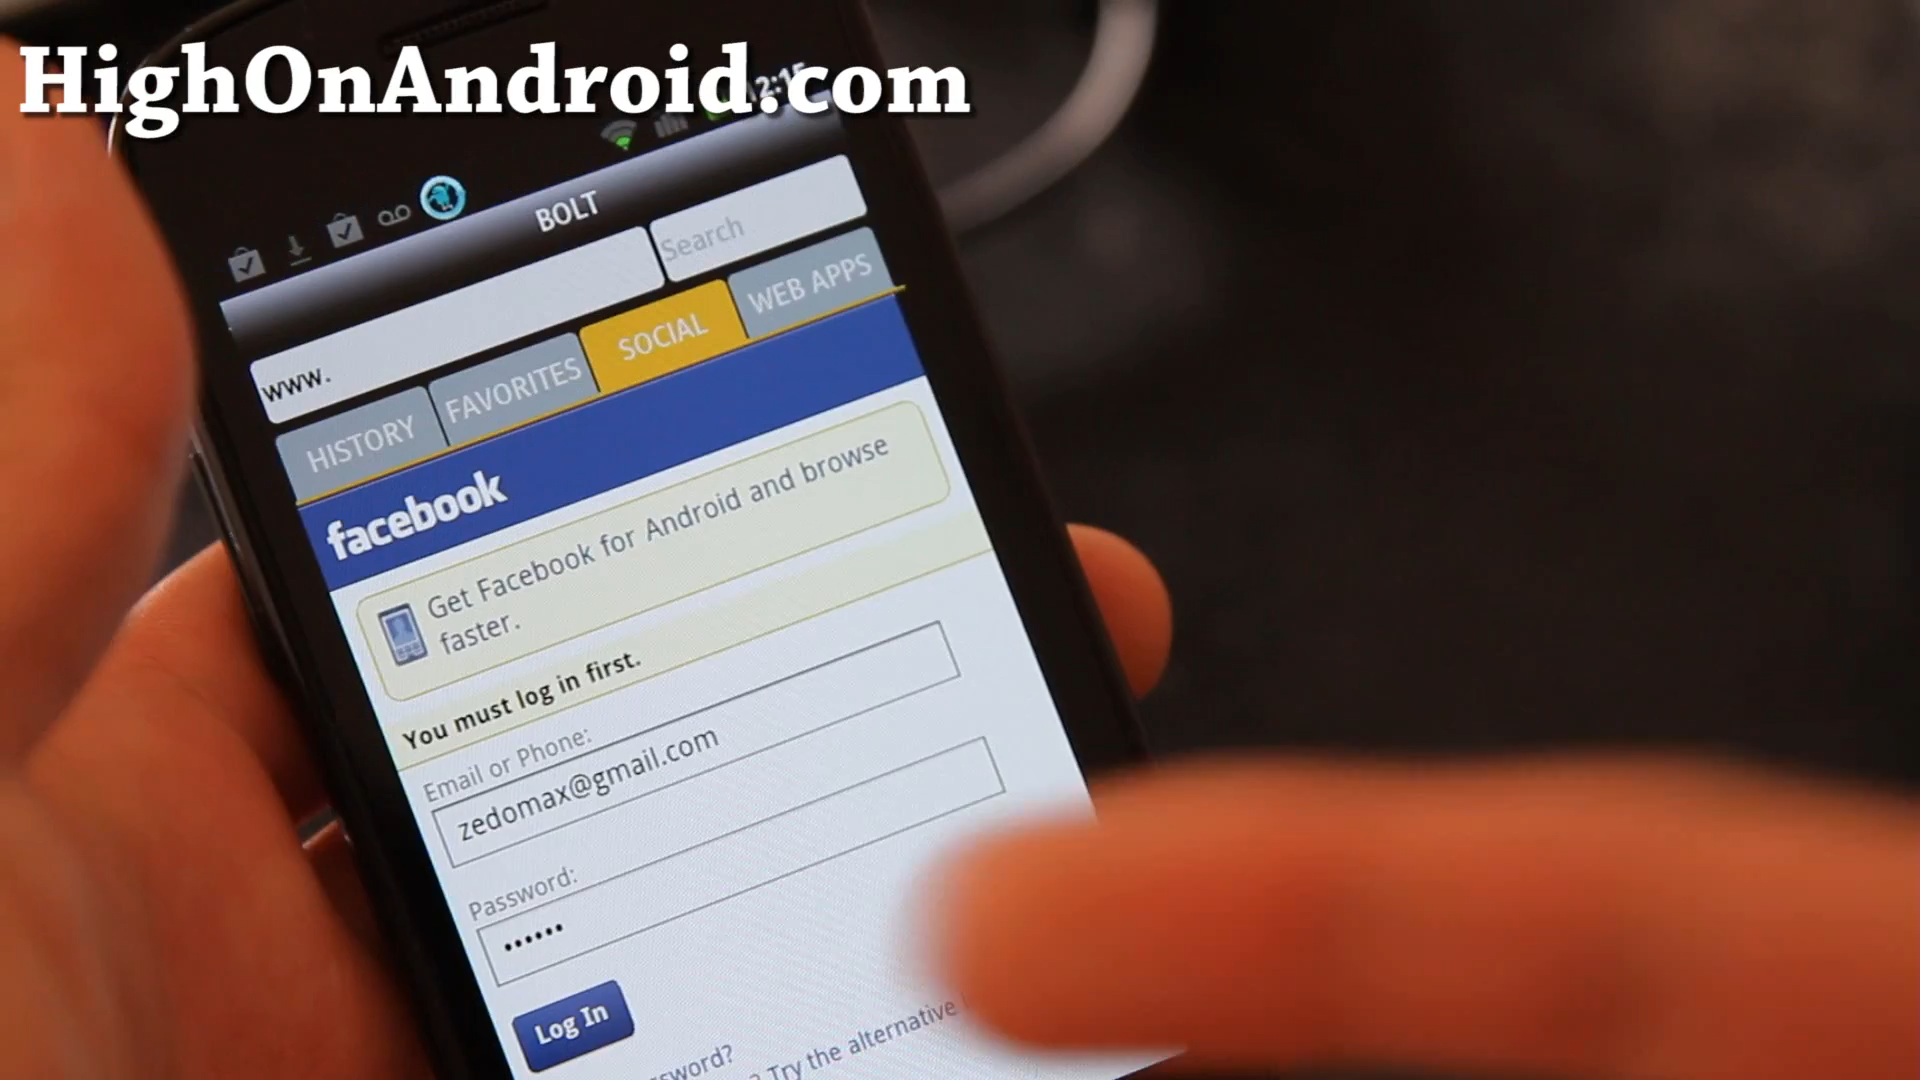 HighOnAndroid.com
12:15
BOLT
www.
Search
HISTORY
FAVORITES
SOCIAL
WEB APPS
facebook
Get Facebook for Android and browse
faster.
You must log in first.
Email or Phone:
zedomax@gmail.com
Password:
••••••
Log In
? Try the alternative